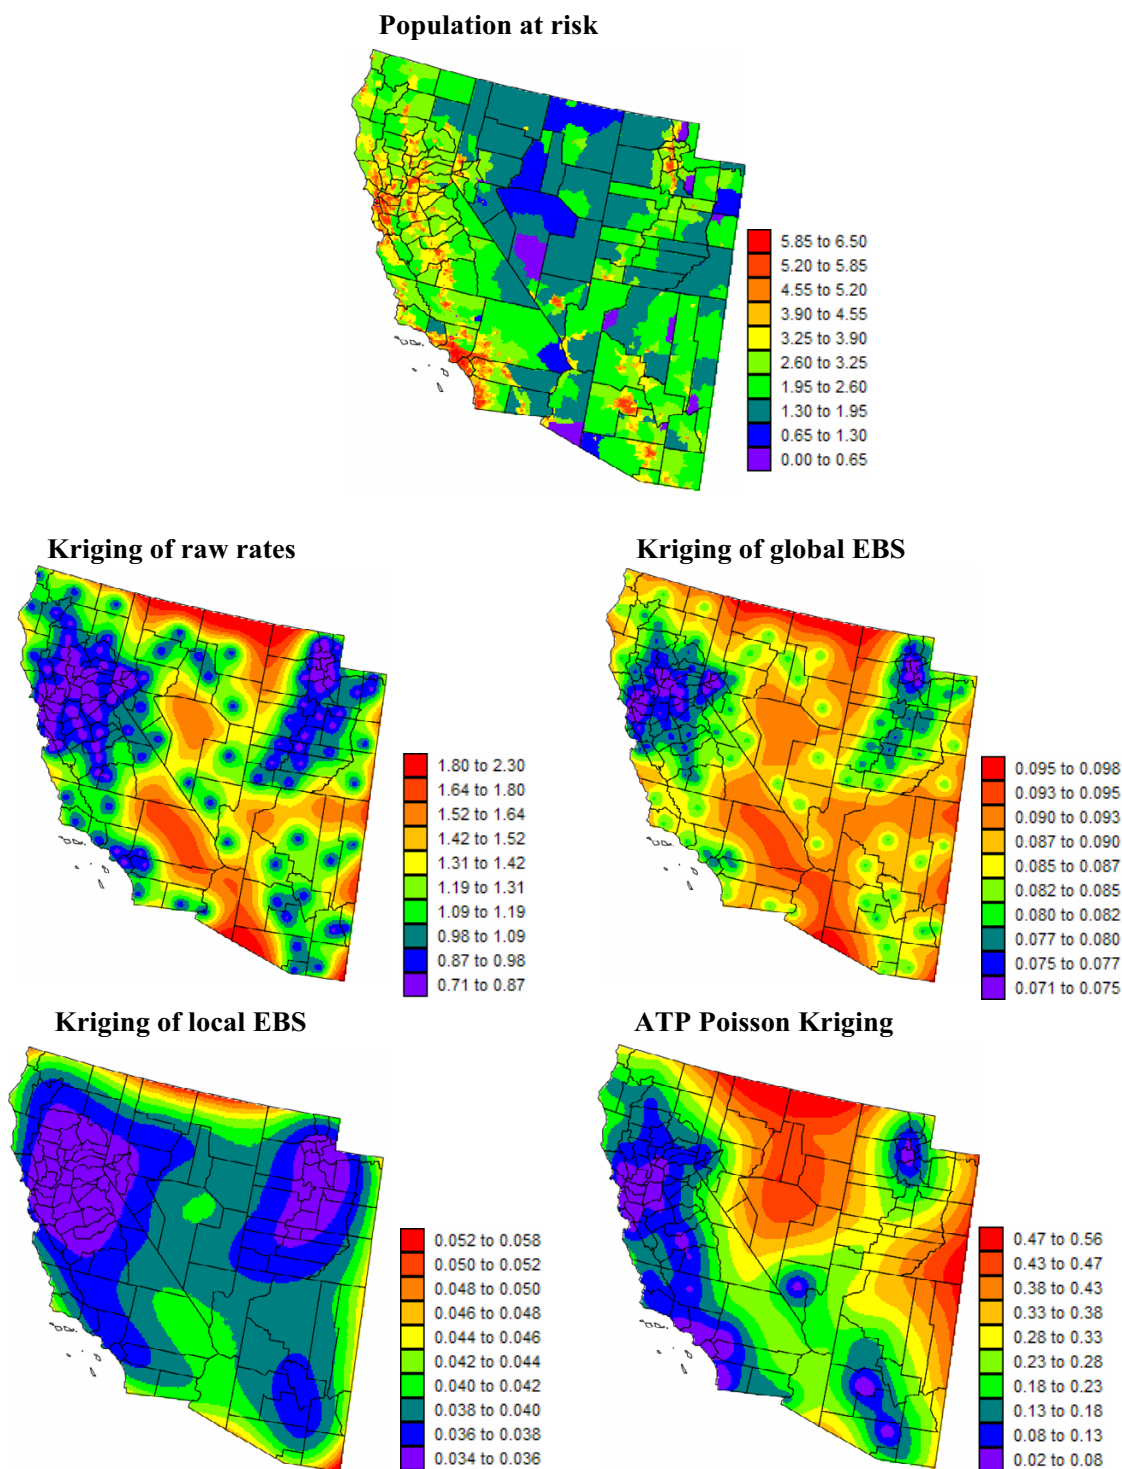 Population at risk
5.85 to 6.50
5.20 to 5.85
4.55 to 5.20
3.90 to 4.55
3.25 to 3.90
2.60 to 3.25
1.95 to 2.60
1.30 to 1.95
0.65 to 1.30
0.00 to 0.65
Kriging of raw rates
1.80 to 2.30
1.64 to 1.80
1.52 to 1.64
1.42 to 1.52
1.31 to 1.42
1.19 to 1.31
1.09 to 1.19
0.98 to 1.09
0.87 to 0.98
0.71 to 0.87
Kriging of global EBS
0.095 to 0.098
0.093 to 0.095
0.090 to 0.093
0.087 to 0.090
0.085 to 0.087
0.082 to 0.085
0.080 to 0.082
0.077 to 0.080
0.075 to 0.077
0.071 to 0.075
Kriging of local EBS
0.052 to 0.058
0.050 to 0.052
0.048 to 0.050
0.046 to 0.048
0.044 to 0.046
0.042 to 0.044
0.040 to 0.042
0.038 to 0.040
0.036 to 0.038
0.034 to 0.036
ATP Poisson Kriging
0.47 to 0.56
0.43 to 0.47
0.38 to 0.43
0.33 to 0.38
0.28 to 0.33
0.23 to 0.28
0.18 to 0.23
0.13 to 0.18
0.08 to 0.13
0.02 to 0.08